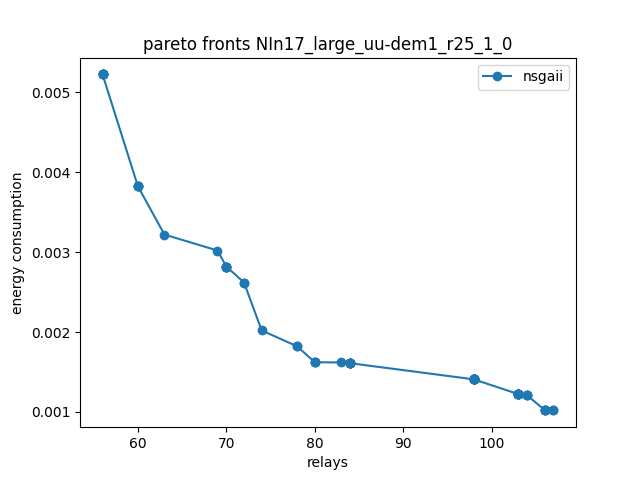 pareto fronts NIn17_large_uu-dem1_r25_1_0
nsgaii
energy consumption
0.005
0.004
0.003
0.002
0.001
60 70 80 90 100
relays